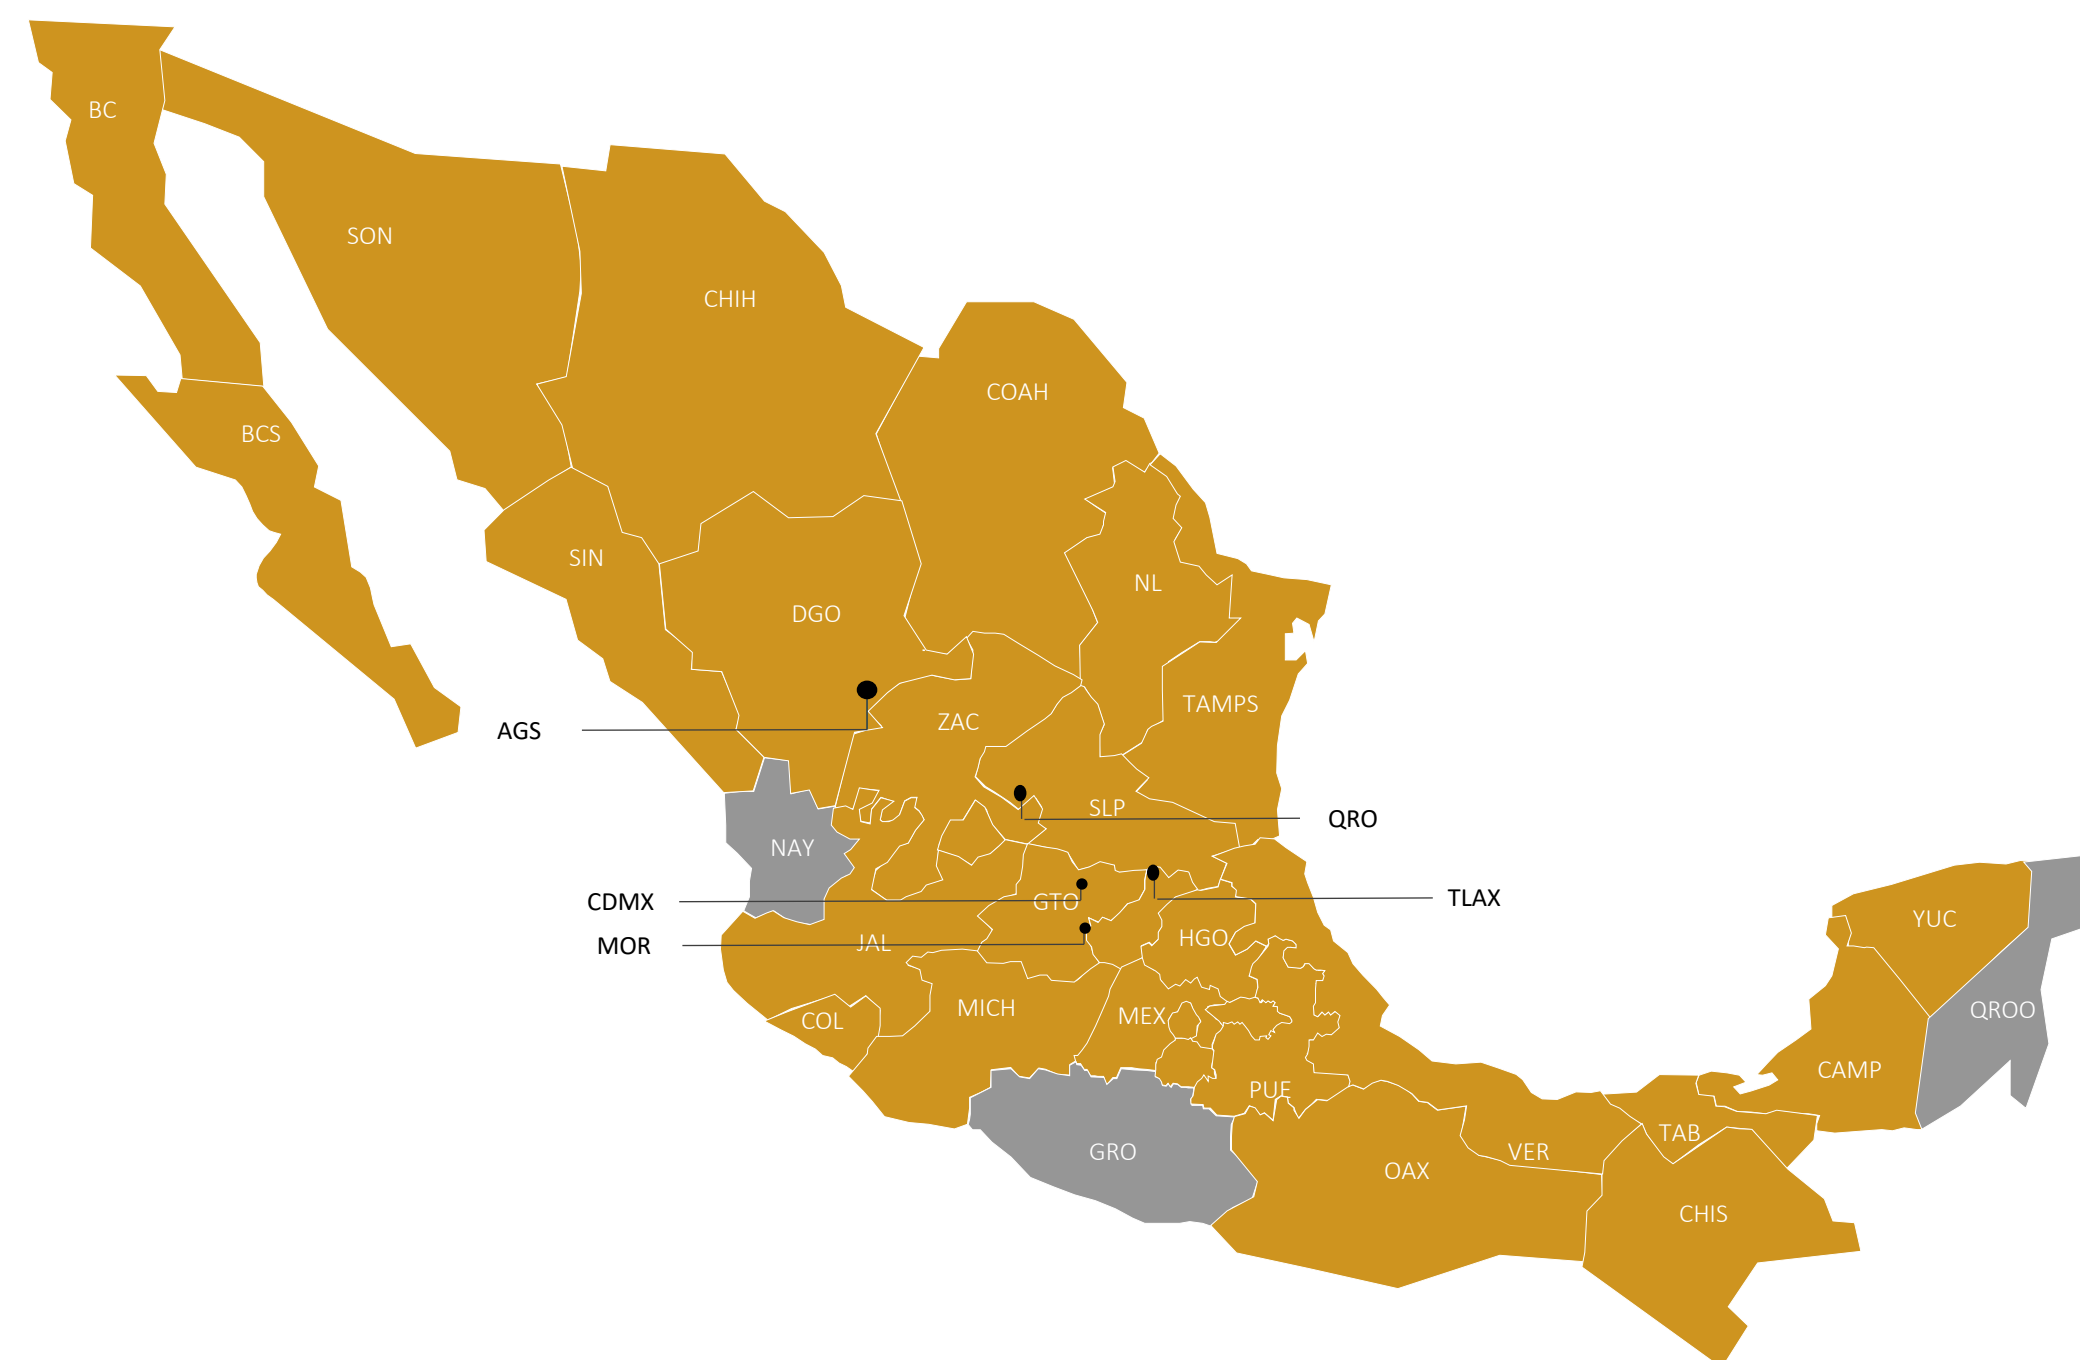 BC
SON
CHIH
COAH
BCS
SIN
NL
DGO
TAMPS
ZAC
AGS
SLP
QRO
NAY
CDMX
GTO
TLAX
YUC
HGO
JAL
MOR
MICH
MEX
QROO
COL
CAMP
PUE
TAB
GRO
VER
OAX
CHIS